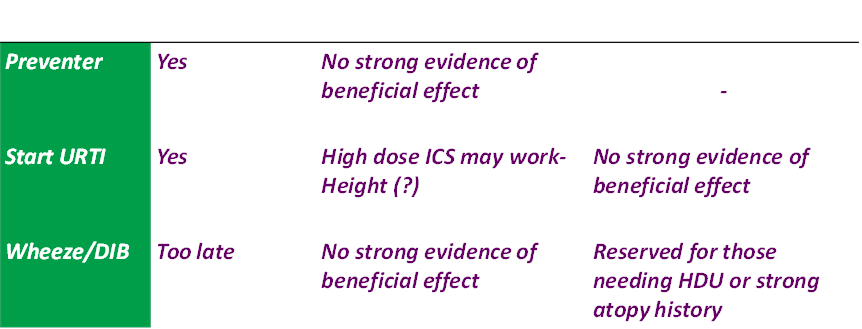 Preventer Yes No strong evidence of
beneficial effect -
Start URTI Yes High dose ICS may work- No strong evidence of
Height (?) beneficial effect
Wheeze/DIB Too late No strong evidence of Reserved for those
beneficial effect needing HDU or strong
atopy history